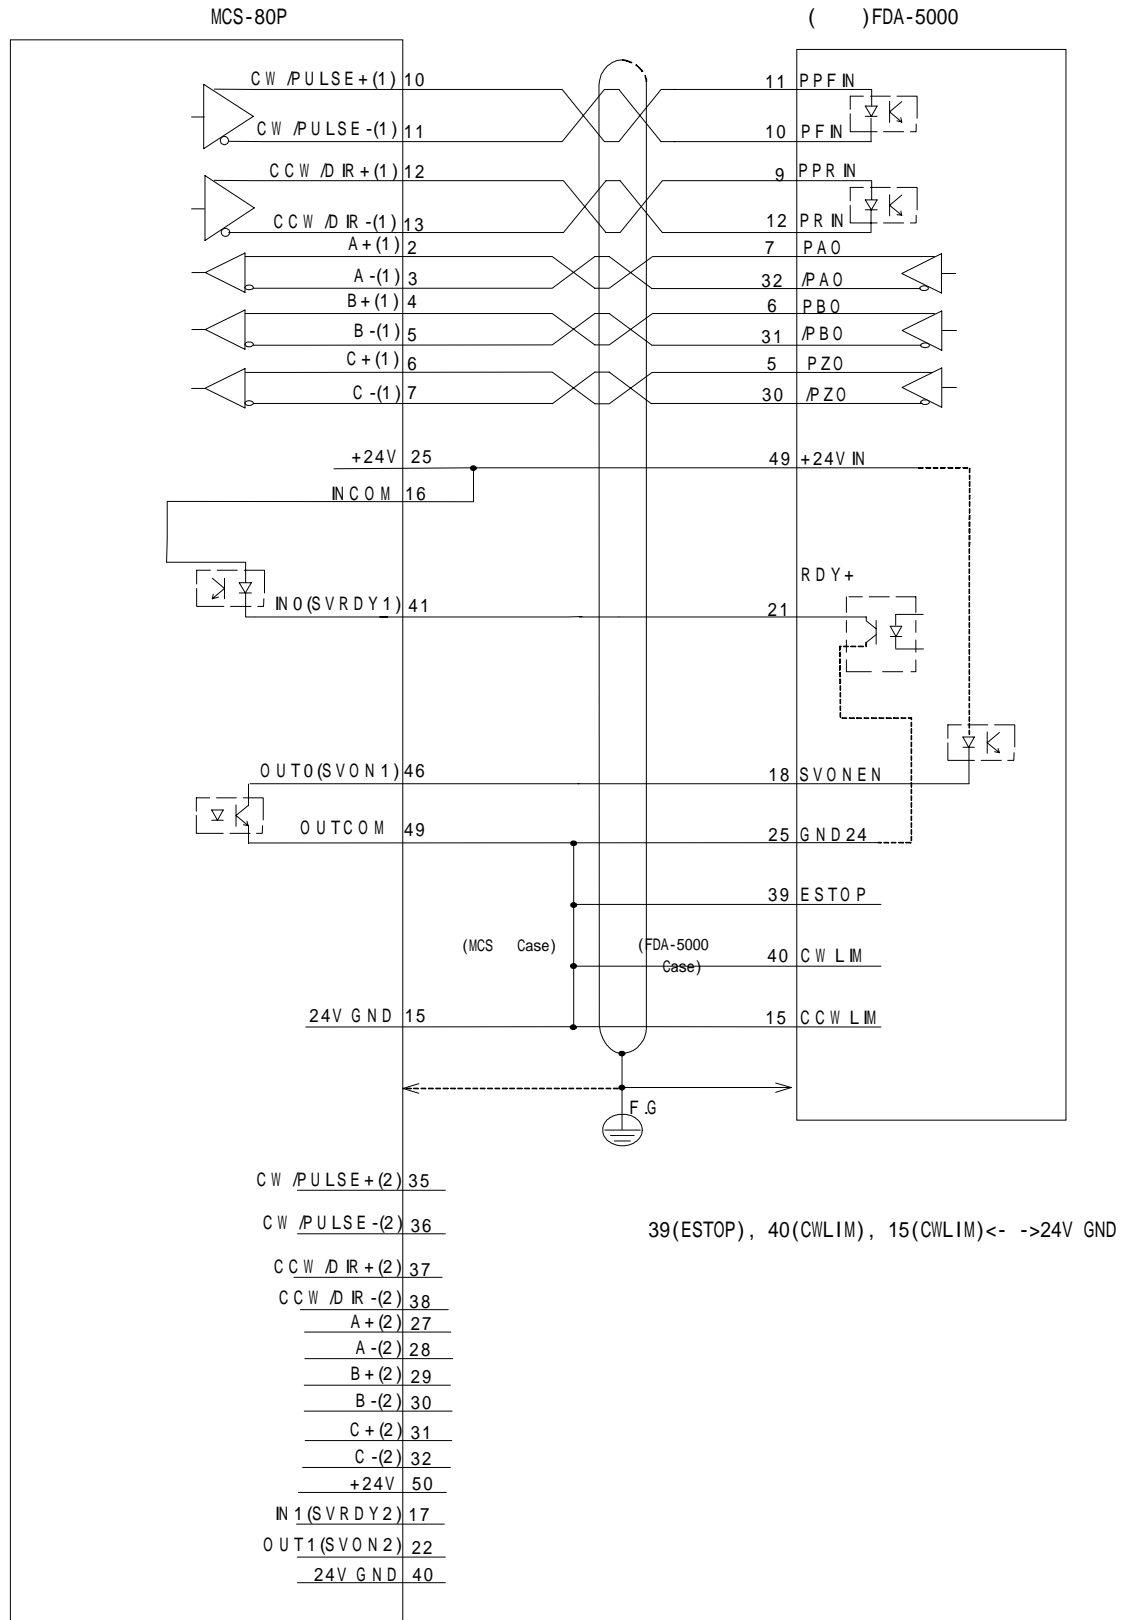 MCS-80P
( )FDA-5000
CW/PULSE+(1) 10
11 PPFIN
CW/PULSE-(1) 11
10 PFIN
CCW/DIR+(1) 12
9 PPRIN
CCW/DIR-(1) 13
12 PRIN
A+(1) 2
7 PAO
A-(1) 3
32 /PAO
B+(1) 4
6 PBO
B-(1) 5
31 /PBO
C+(1) 6
5 PZO
C-(1) 7
30 /PZO
+24V 25
49 +24VIN
INCOM 16
RDY+
IN0(SVRDY1) 41
21
OUT0(SVON1) 46
18 SVONEN
OUTCOM 49
25 GND24
39 ESTOP
(MCS Case)
(FDA-5000
Case)
40 CWLIM
24V GND 15
15 CCWLIM
F.G
CW/PULSE+(2) 35
CW/PULSE-(2) 36
39(ESTOP), 40(CWLIM), 15(CWLIM)<- ->24V GND
CCW/DIR+(2) 37
CCW/DIR-(2) 38
A+(2) 27
A-(2) 28
B+(2) 29
B-(2) 30
C+(2) 31
C-(2) 32
+24V 50
IN1(SVRDY2) 17
OUT1(SVON2) 22
24V GND 40